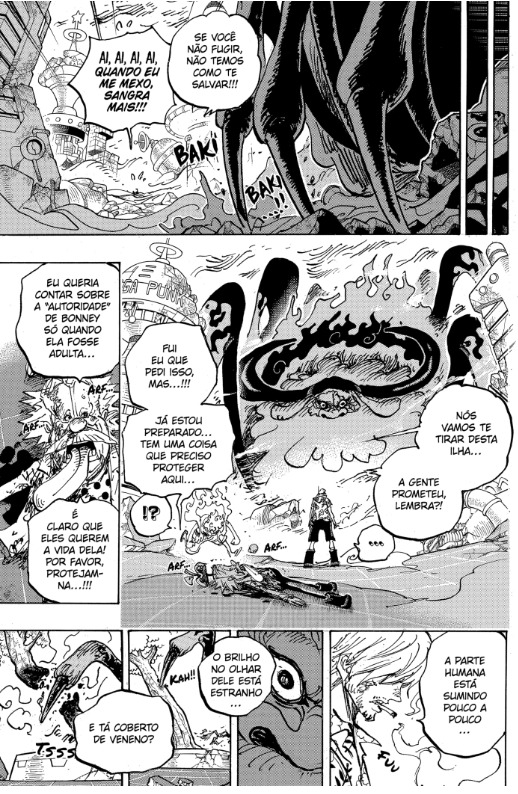 SE VOCÊ
NÃO FUGIR,
NÃO TEMOS
COMO TE
SALVAR!!!
AI, AI, AI, AI,
QUANDO EU
ME MEXO,
SANGRA
MAIS!!!
BAKI
BAKI
!!
NÓS
VAMOS TE
TIRAR DESTA
ILHA...
A GENTE
PROMETEU,
LEMBRA?!
GA PUNK
FUI
EU QUE
PEDI ISSO,
MAS...!!!
JÁ ESTOU
PREPARADO...
TEM UMA COISA
QUE PRECISO
PROTEGER
AQUI...
!?
ARF...
ARF...
EU QUERIA
CONTAR SOBRE
A "AUTORIDADE"
DE BONNEY
SÓ QUANDO
ELA FOSSE
ADULTA...
ARF...
ARF...
É
CLARO QUE
ELES QUEREM
A VIDA DELA!
POR FAVOR,
PROTEJAM-
NA...!!!
A PARTE
HUMANA
ESTÁ
SUMINDO
POUCO A
POUCO
...
FUU
O BRILHO
NO OLHAR
DELE ESTÁ
ESTRANHO
...
KAH!!
E TÁ COBERTO
DE VENENO?
TSSS